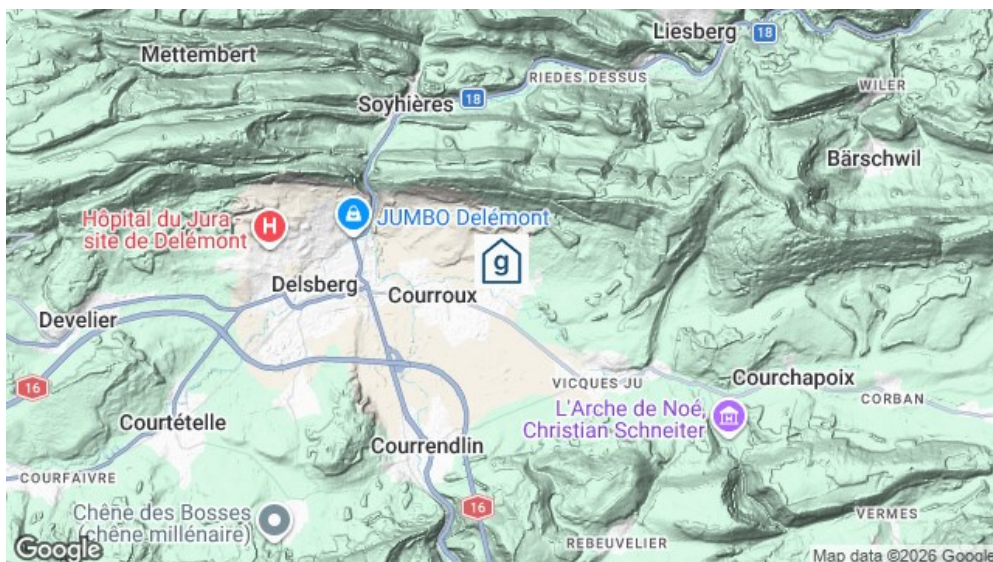 Liesberg
18
Mettembert
RIEDES DESSUS
WILER
Soyhières
18
Bärschwil
Hôpital du Jura -
site de Delémont
H
JUMBO Delémont
g
Delsberg
Courroux
Develier
16
VICQUES JU
Courchapoix
CORBAN
L'Arche de Noé,
Christian Schneiter
Courtételle
Courrendlin
COURFAIVRE
16
Chêne des Bosses
(chêne millénaire)
VERMES
REBEUVELIER
Google
Map data ©2026 Google